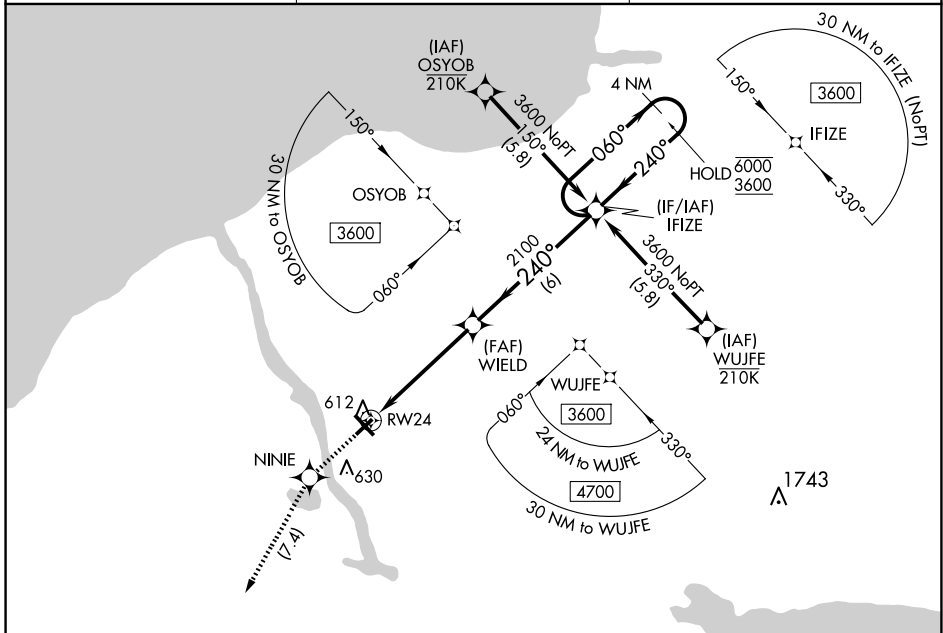 (IAF)
OSYOB
210K
3600 NoPT
150°
(5.8)
4 NM
060°
240°
HOLD
6000
3600
30 NM to IFIZE (NoPT)
150°
3600
IFIZE
330°
150°
OSYOB
3600
30 NM to OSYOB
060°
(IF/IAF)
IFIZE
2100
240°
(6)
3600 NoPT
330°
(5.8)
(IAF)
WUJFE
210K
(FAF)
WIELD
WUJFE
060°
3600
330°
24 NM to WUJFE
4700
30 NM to WUJFE
612
RW24
NINIE
630
1743
(7.4)